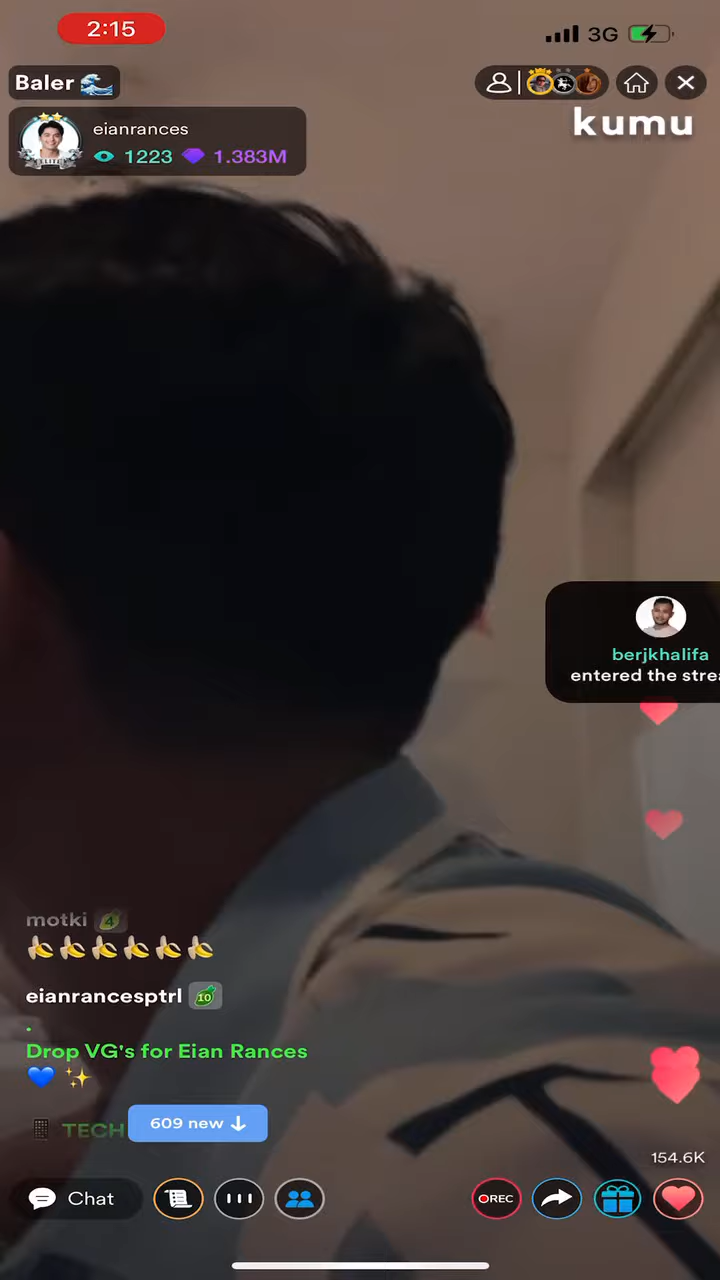 2:15
3G
Baler
kumu
eianrances
1223 1.383M
ELITE
berjkhalifa
entered the strea
motki 4
eianrancesptrl 10
.
Drop VG's for Eian Rances
TECH
609 new
154.6K
Chat
REC